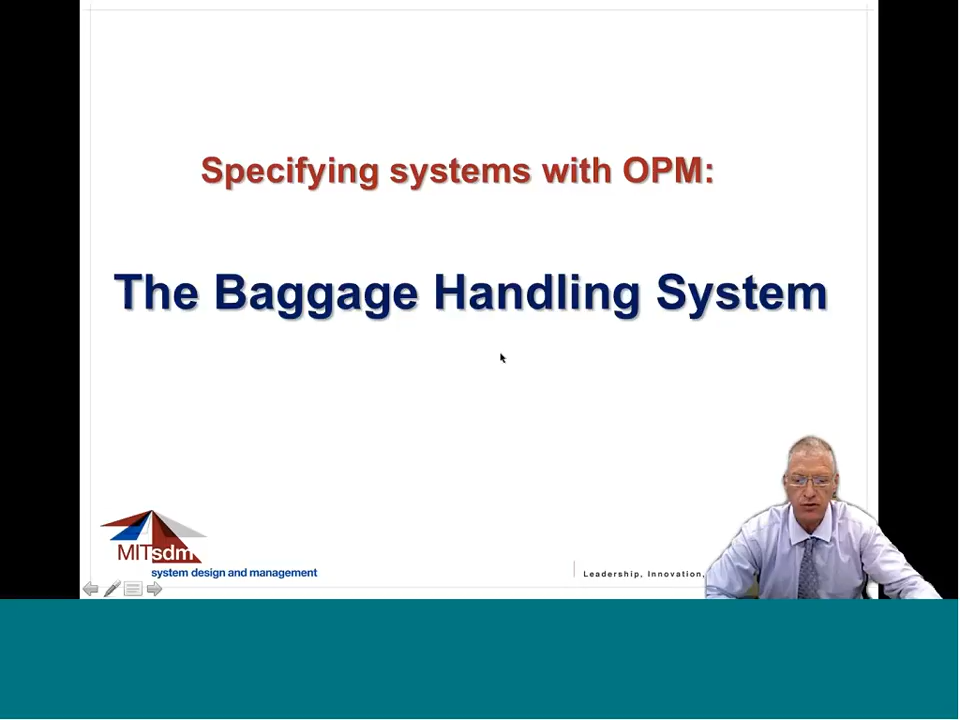 Specifying systems with OPM:
The Baggage Handling System
MITsdm
system design and management
Leadership, Innovation,